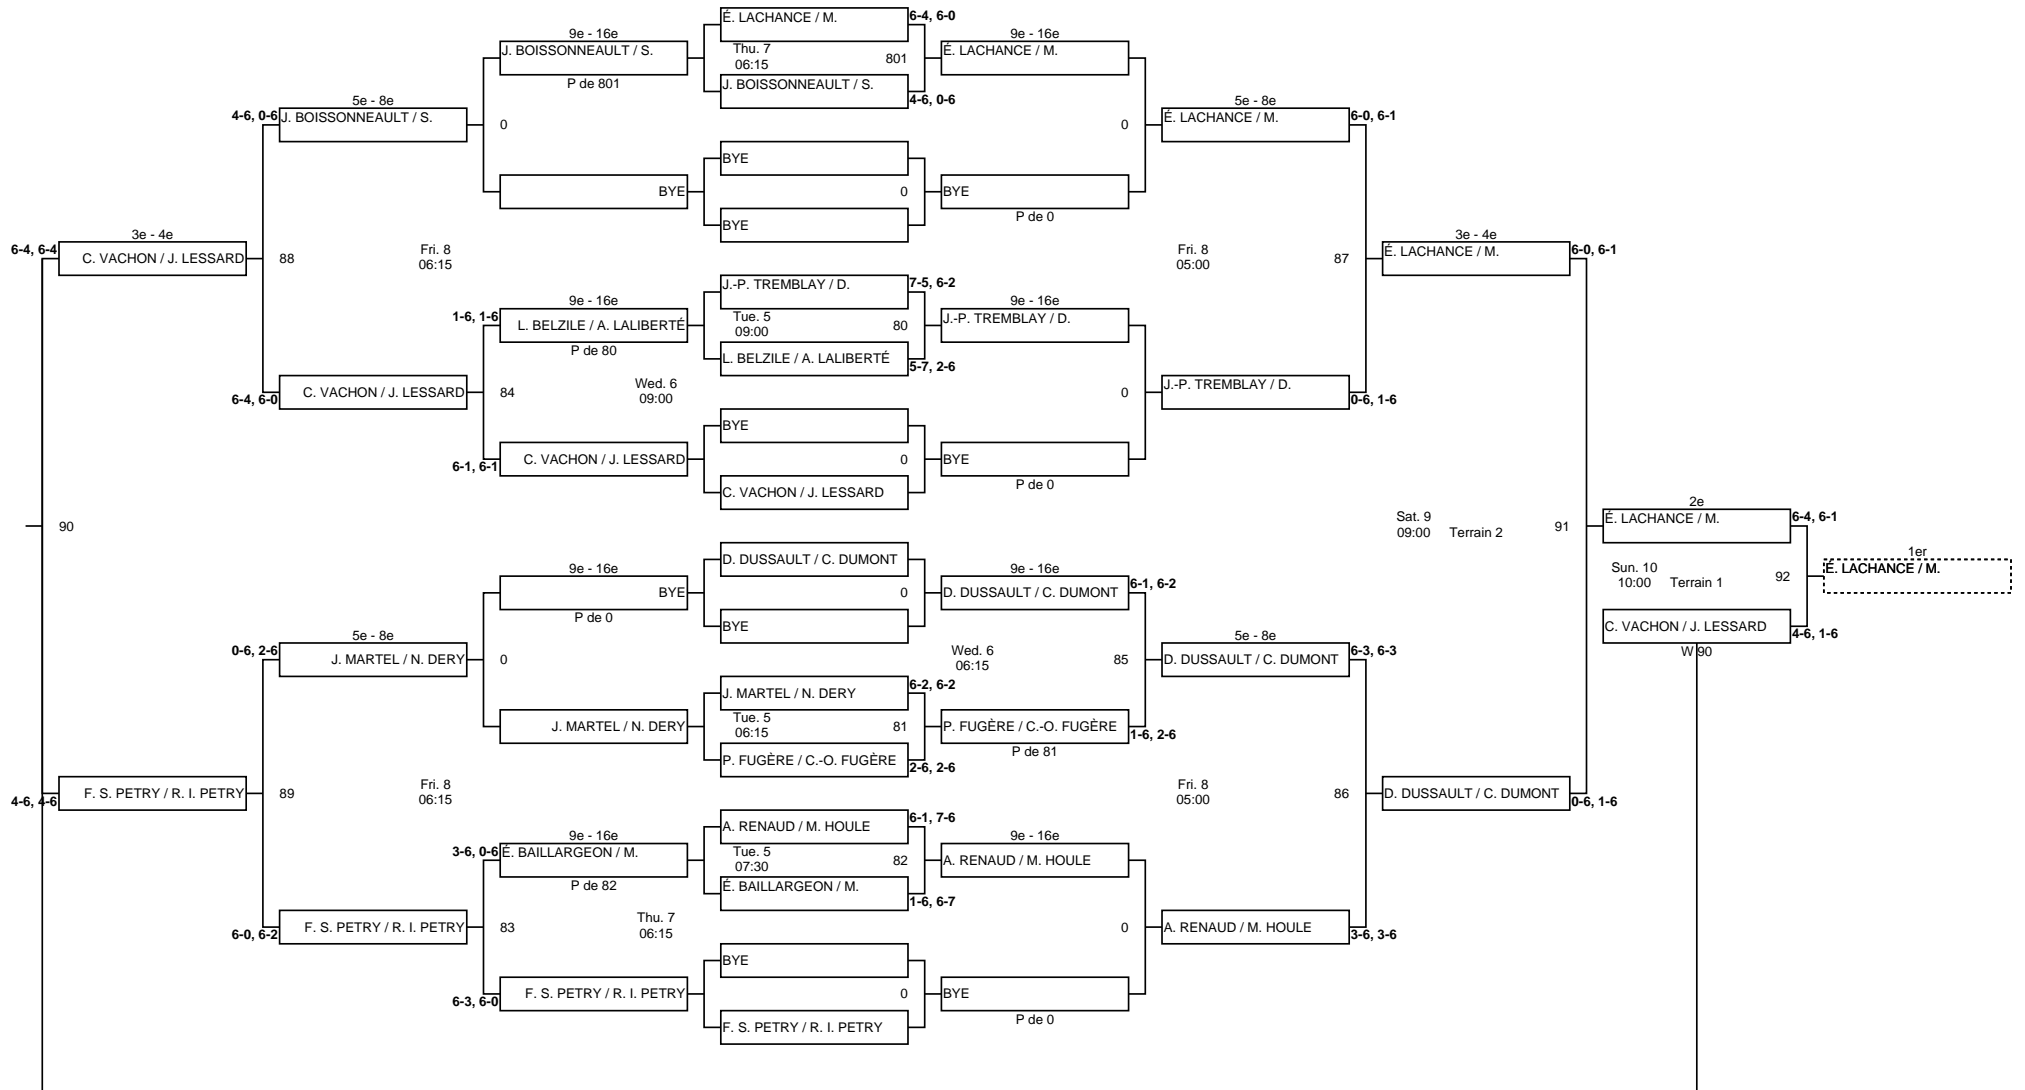 É. LACHANCE / M.
6-4, 6-0
9e - 16e
J. BOISSONNEAULT / S.
P de 801
Thu. 7
06:15
801
9e - 16e
É. LACHANCE / M.
J. BOISSONNEAULT / S.
4-6, 0-6
5e - 8e
4-6, 0-6
J. BOISSONNEAULT / S.
0
0
5e - 8e
É. LACHANCE / M.
6-0, 6-1
BYE
BYE
0
BYE
BYE
P de 0
3e - 4e
6-4, 6-4
C. VACHON / J. LESSARD
88
Fri. 8
06:15
Fri. 8
05:00
87
3e - 4e
É. LACHANCE / M.
6-0, 6-1
J.-P. TREMBLAY / D.
7-5, 6-2
9e - 16e
1-6, 1-6
L. BELZILE / A. LALIBERTÉ
P de 80
Tue. 5
09:00
80
9e - 16e
J.-P. TREMBLAY / D.
L. BELZILE / A. LALIBERTÉ
5-7, 2-6
C. VACHON / J. LESSARD
6-4, 6-0
84
Wed. 6
09:00
0
J.-P. TREMBLAY / D.
0-6, 1-6
BYE
6-1, 6-1
C. VACHON / J. LESSARD
0
BYE
P de 0
C. VACHON / J. LESSARD
90
Sat. 9
09:00
Terrain 2
91
2e
É. LACHANCE / M.
6-4, 6-1
Sun. 10
10:00
Terrain 1
92
1er
É. LACHANCE / M.
C. VACHON / J. LESSARD
4-6, 1-6
W 90
D. DUSSAULT / C. DUMONT
9e - 16e
BYE
P de 0
0
BYE
9e - 16e
D. DUSSAULT / C. DUMONT
6-1, 6-2
5e - 8e
0-6, 2-6
J. MARTEL / N. DERY
0
Wed. 6
06:15
85
5e - 8e
D. DUSSAULT / C. DUMONT
6-3, 6-3
J. MARTEL / N. DERY
6-2, 6-2
J. MARTEL / N. DERY
Tue. 5
06:15
81
P. FUGÈRE / C.-O. FUGÈRE
1-6, 2-6
P de 81
P. FUGÈRE / C.-O. FUGÈRE
2-6, 2-6
4-6, 4-6
F. S. PETRY / R. I. PETRY
89
Fri. 8
06:15
Fri. 8
05:00
86
D. DUSSAULT / C. DUMONT
0-6, 1-6
A. RENAUD / M. HOULE
6-1, 7-6
9e - 16e
3-6, 0-6
É. BAILLARGEON / M.
P de 82
Tue. 5
07:30
82
9e - 16e
A. RENAUD / M. HOULE
É. BAILLARGEON / M.
1-6, 6-7
6-0, 6-2
F. S. PETRY / R. I. PETRY
83
Thu. 7
06:15
0
A. RENAUD / M. HOULE
3-6, 3-6
BYE
6-3, 6-0
F. S. PETRY / R. I. PETRY
0
BYE
P de 0
F. S. PETRY / R. I. PETRY